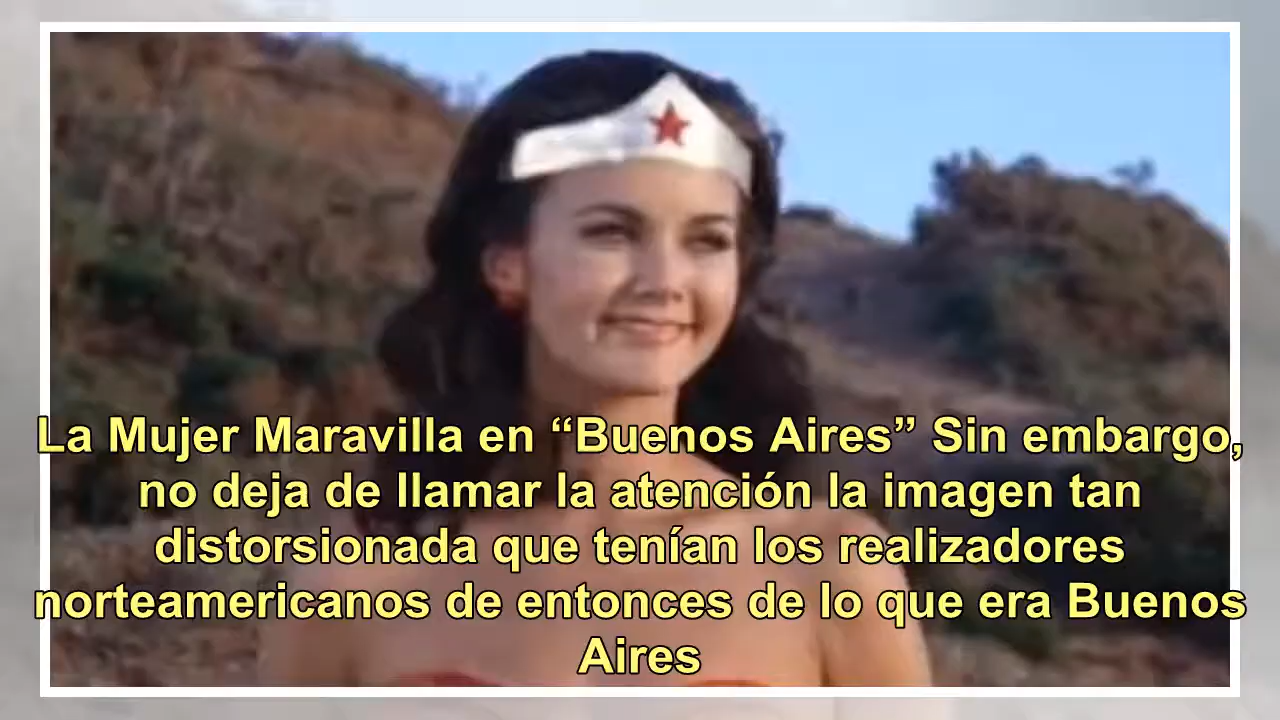 La Mujer Maravilla en “Buenos Aires” Sin embargo,
no deja de llamar la atención la imagen tan
distorsionada que tenían los realizadores
norteamericanos de entonces de lo que era Buenos
Aires